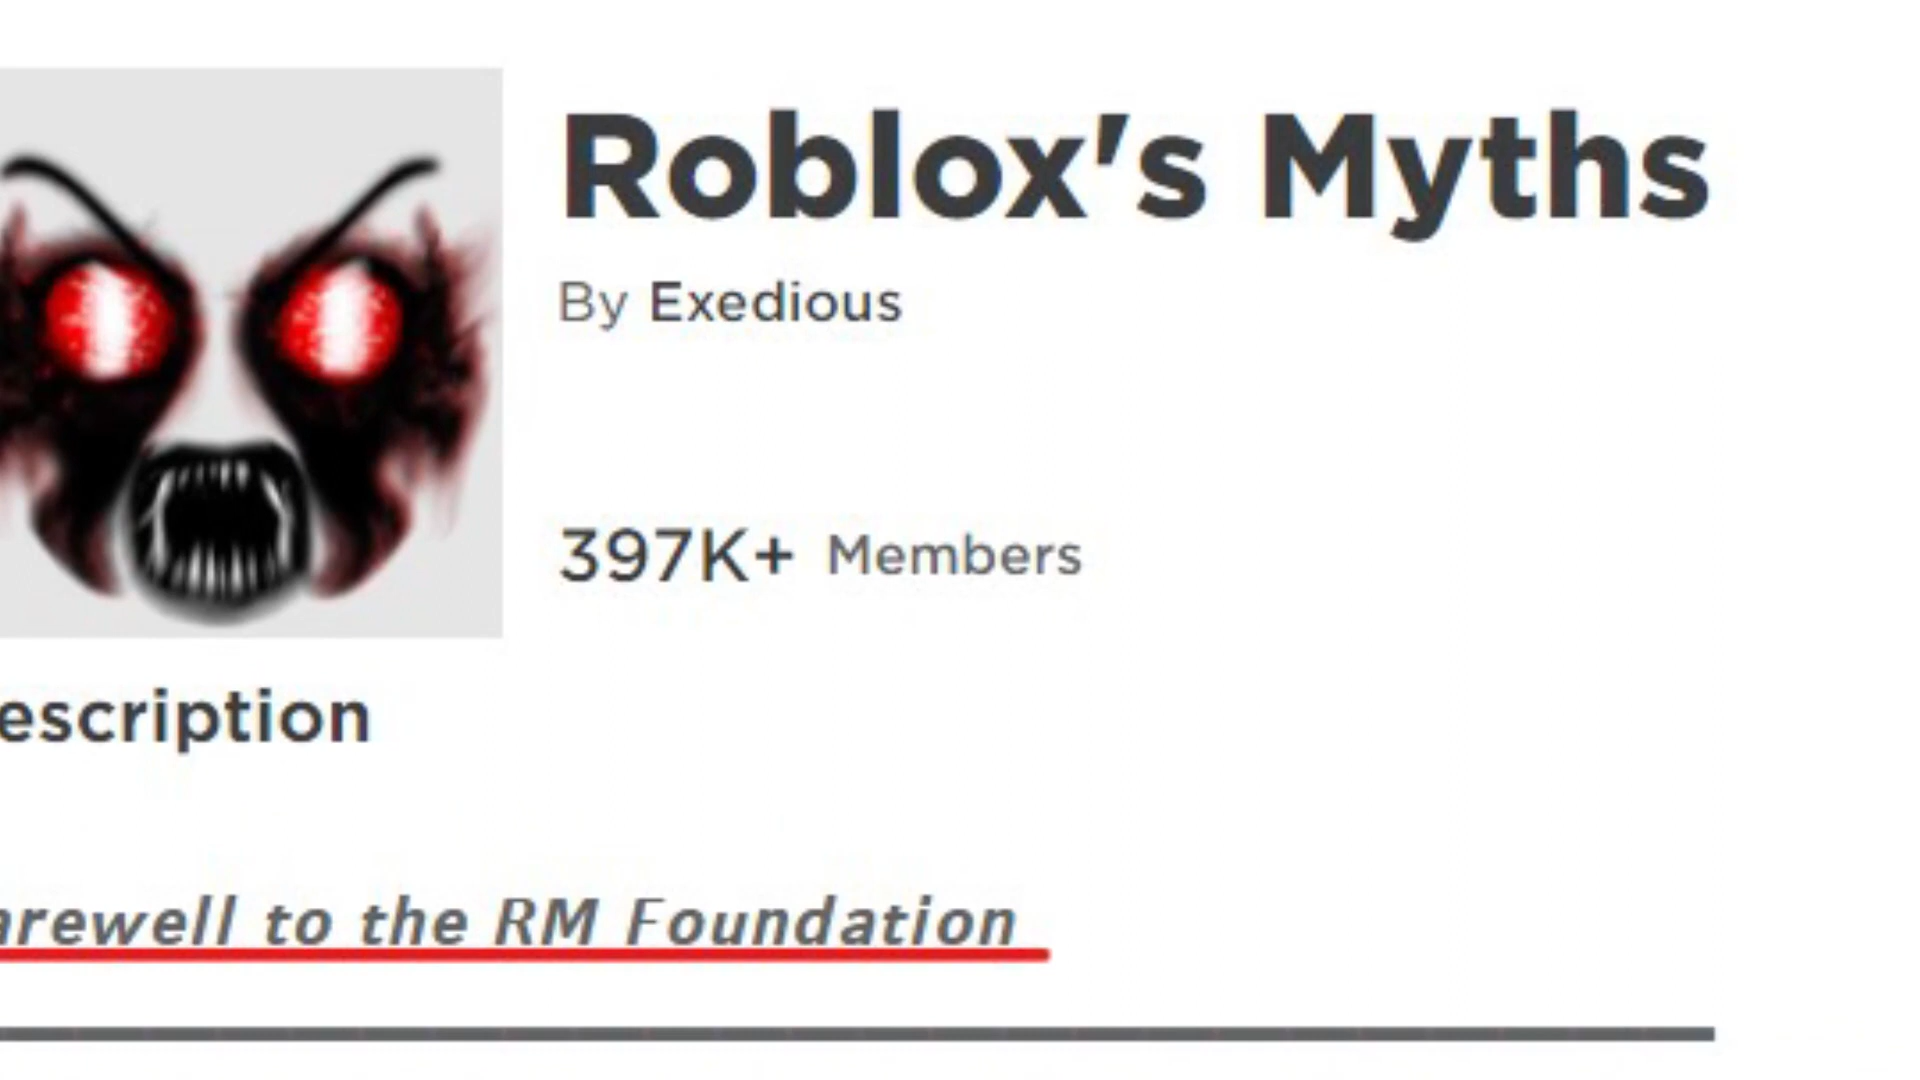 Roblox's Myths
By Exedious
397K+ Members
escription
arewell to the RM Foundation